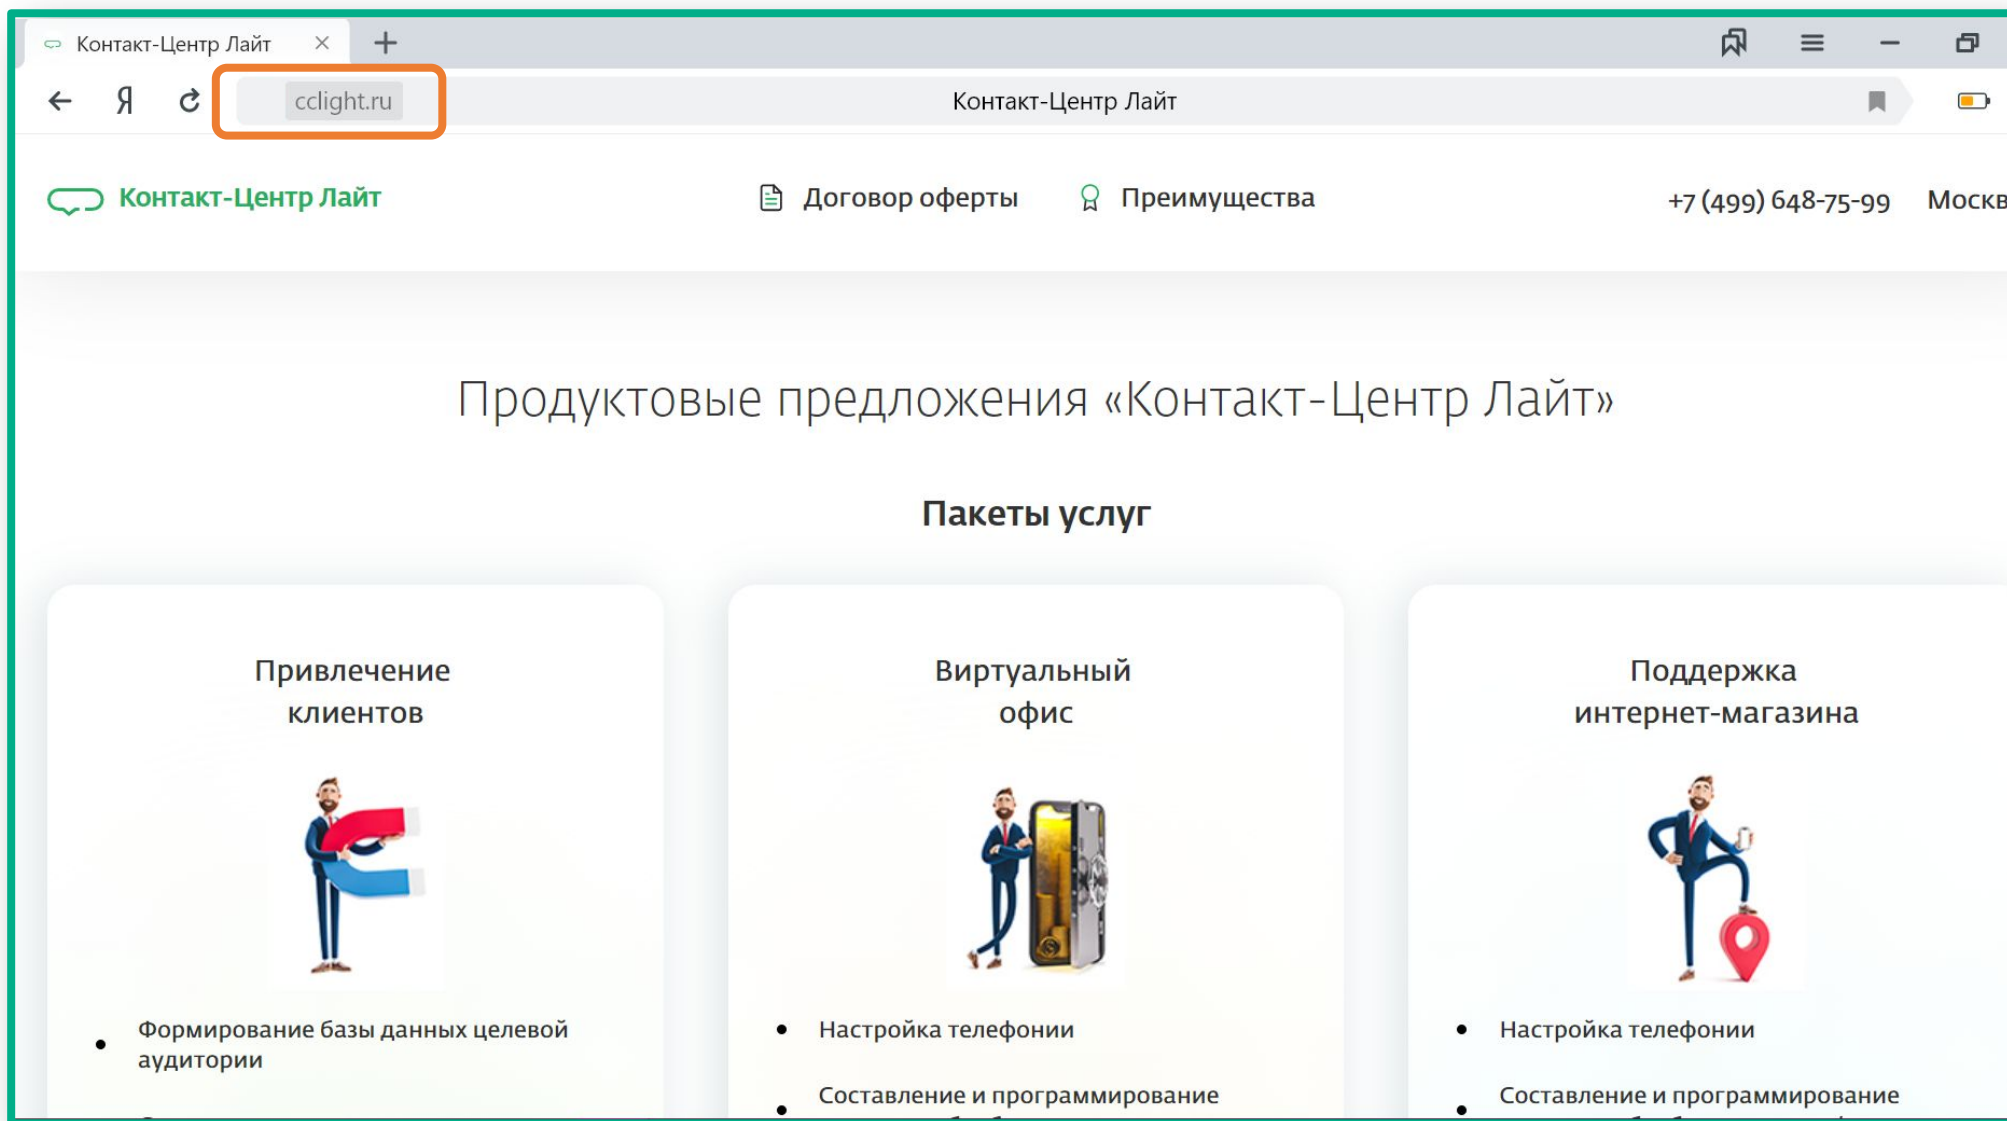 Контакт-Центр Лайт
Я
cclight.ru
Контакт-Центр Лайт
Контакт-Центр Лайт
Договор оферты
Преимущества
+7 (499) 648-75-99
Москв
Продуктовые предложения «Контакт-Центр Лайт»
Пакеты услуг
Привлечение
клиентов
Виртуальный
офис
Поддержка
интернет-магазина
Формирование базы данных целевой
аудитории
Настройка телефонии
Составление и программирование
Настройка телефонии
Составление и программирование